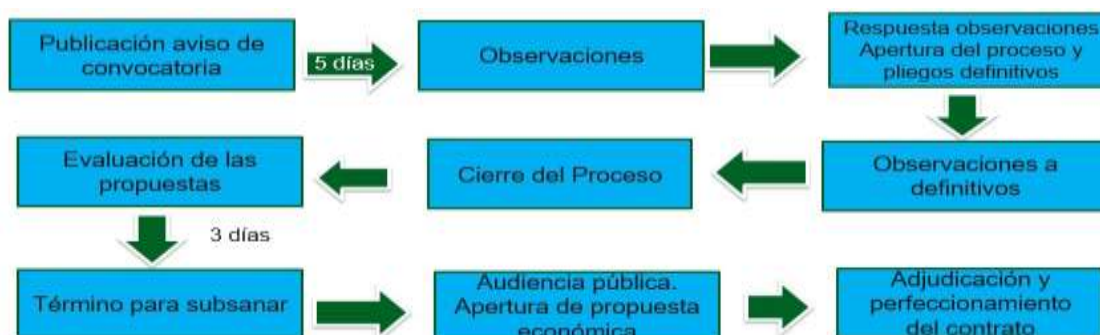 Publicación aviso de
convocatoria
5 días
Observaciones
Respuesta observaciones
Apertura del proceso y
pliegos definitivos
Observaciones a
definitivos
Cierre del Proceso
Evaluación de las
propuestas
3 días
Término para subsanar
Audiencia pública.
Apertura de propuesta
económica
Adjudicación y
perfeccionamiento
del contrato